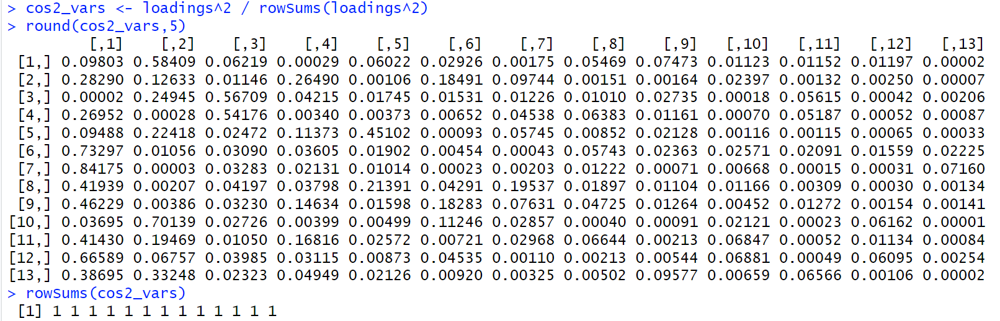 > cos2_vars <- loadings^2 / rowSums(loadings^2)
> round(cos2_vars,5)
[,1] [,2] [,3] [,4] [,5] [,6] [,7] [,8] [,9] [,10] [,11] [,12] [,13]
[1,] 0.09803 0.58409 0.06219 0.00029 0.06022 0.02926 0.00175 0.05469 0.07473 0.01123 0.01152 0.01197 0.00002
[2,] 0.28290 0.12633 0.01146 0.26490 0.00106 0.18491 0.09744 0.00151 0.00164 0.02397 0.00132 0.00250 0.00007
[3,] 0.00002 0.24945 0.56709 0.04215 0.01745 0.01531 0.01226 0.01010 0.02735 0.00018 0.05615 0.00042 0.00206
[4,] 0.26952 0.00028 0.54176 0.00340 0.00373 0.00652 0.04538 0.06383 0.01161 0.00070 0.05187 0.00052 0.00087
[5,] 0.09488 0.22418 0.02472 0.11373 0.45102 0.00093 0.05745 0.00852 0.02128 0.00116 0.00115 0.00065 0.00033
[6,] 0.73297 0.01056 0.03090 0.03605 0.01902 0.00454 0.00043 0.05743 0.02363 0.02571 0.02091 0.01559 0.02225
[7,] 0.84175 0.00003 0.03283 0.02131 0.01014 0.00023 0.00203 0.01222 0.00071 0.00668 0.00015 0.00031 0.07160
[8,] 0.41939 0.00207 0.04197 0.03798 0.21391 0.04291 0.19537 0.01897 0.01104 0.01166 0.00309 0.00030 0.00134
[9,] 0.46229 0.00386 0.03230 0.14634 0.01598 0.18283 0.07631 0.04725 0.01264 0.00452 0.01272 0.00154 0.00141
[10,] 0.03695 0.70139 0.02726 0.00399 0.00499 0.11246 0.02857 0.00040 0.00091 0.02121 0.00023 0.06162 0.00001
[11,] 0.41430 0.19469 0.01050 0.16816 0.02572 0.00721 0.02968 0.06644 0.00213 0.06847 0.00052 0.01134 0.00084
[12,] 0.66589 0.06757 0.03985 0.03115 0.00873 0.04535 0.00110 0.00213 0.00544 0.06881 0.00049 0.06095 0.00254
[13,] 0.38695 0.33248 0.02323 0.04949 0.02126 0.00920 0.00325 0.00502 0.09577 0.00659 0.06566 0.00106 0.00002
> rowSums(cos2_vars)
[1] 1 1 1 1 1 1 1 1 1 1 1 1 1